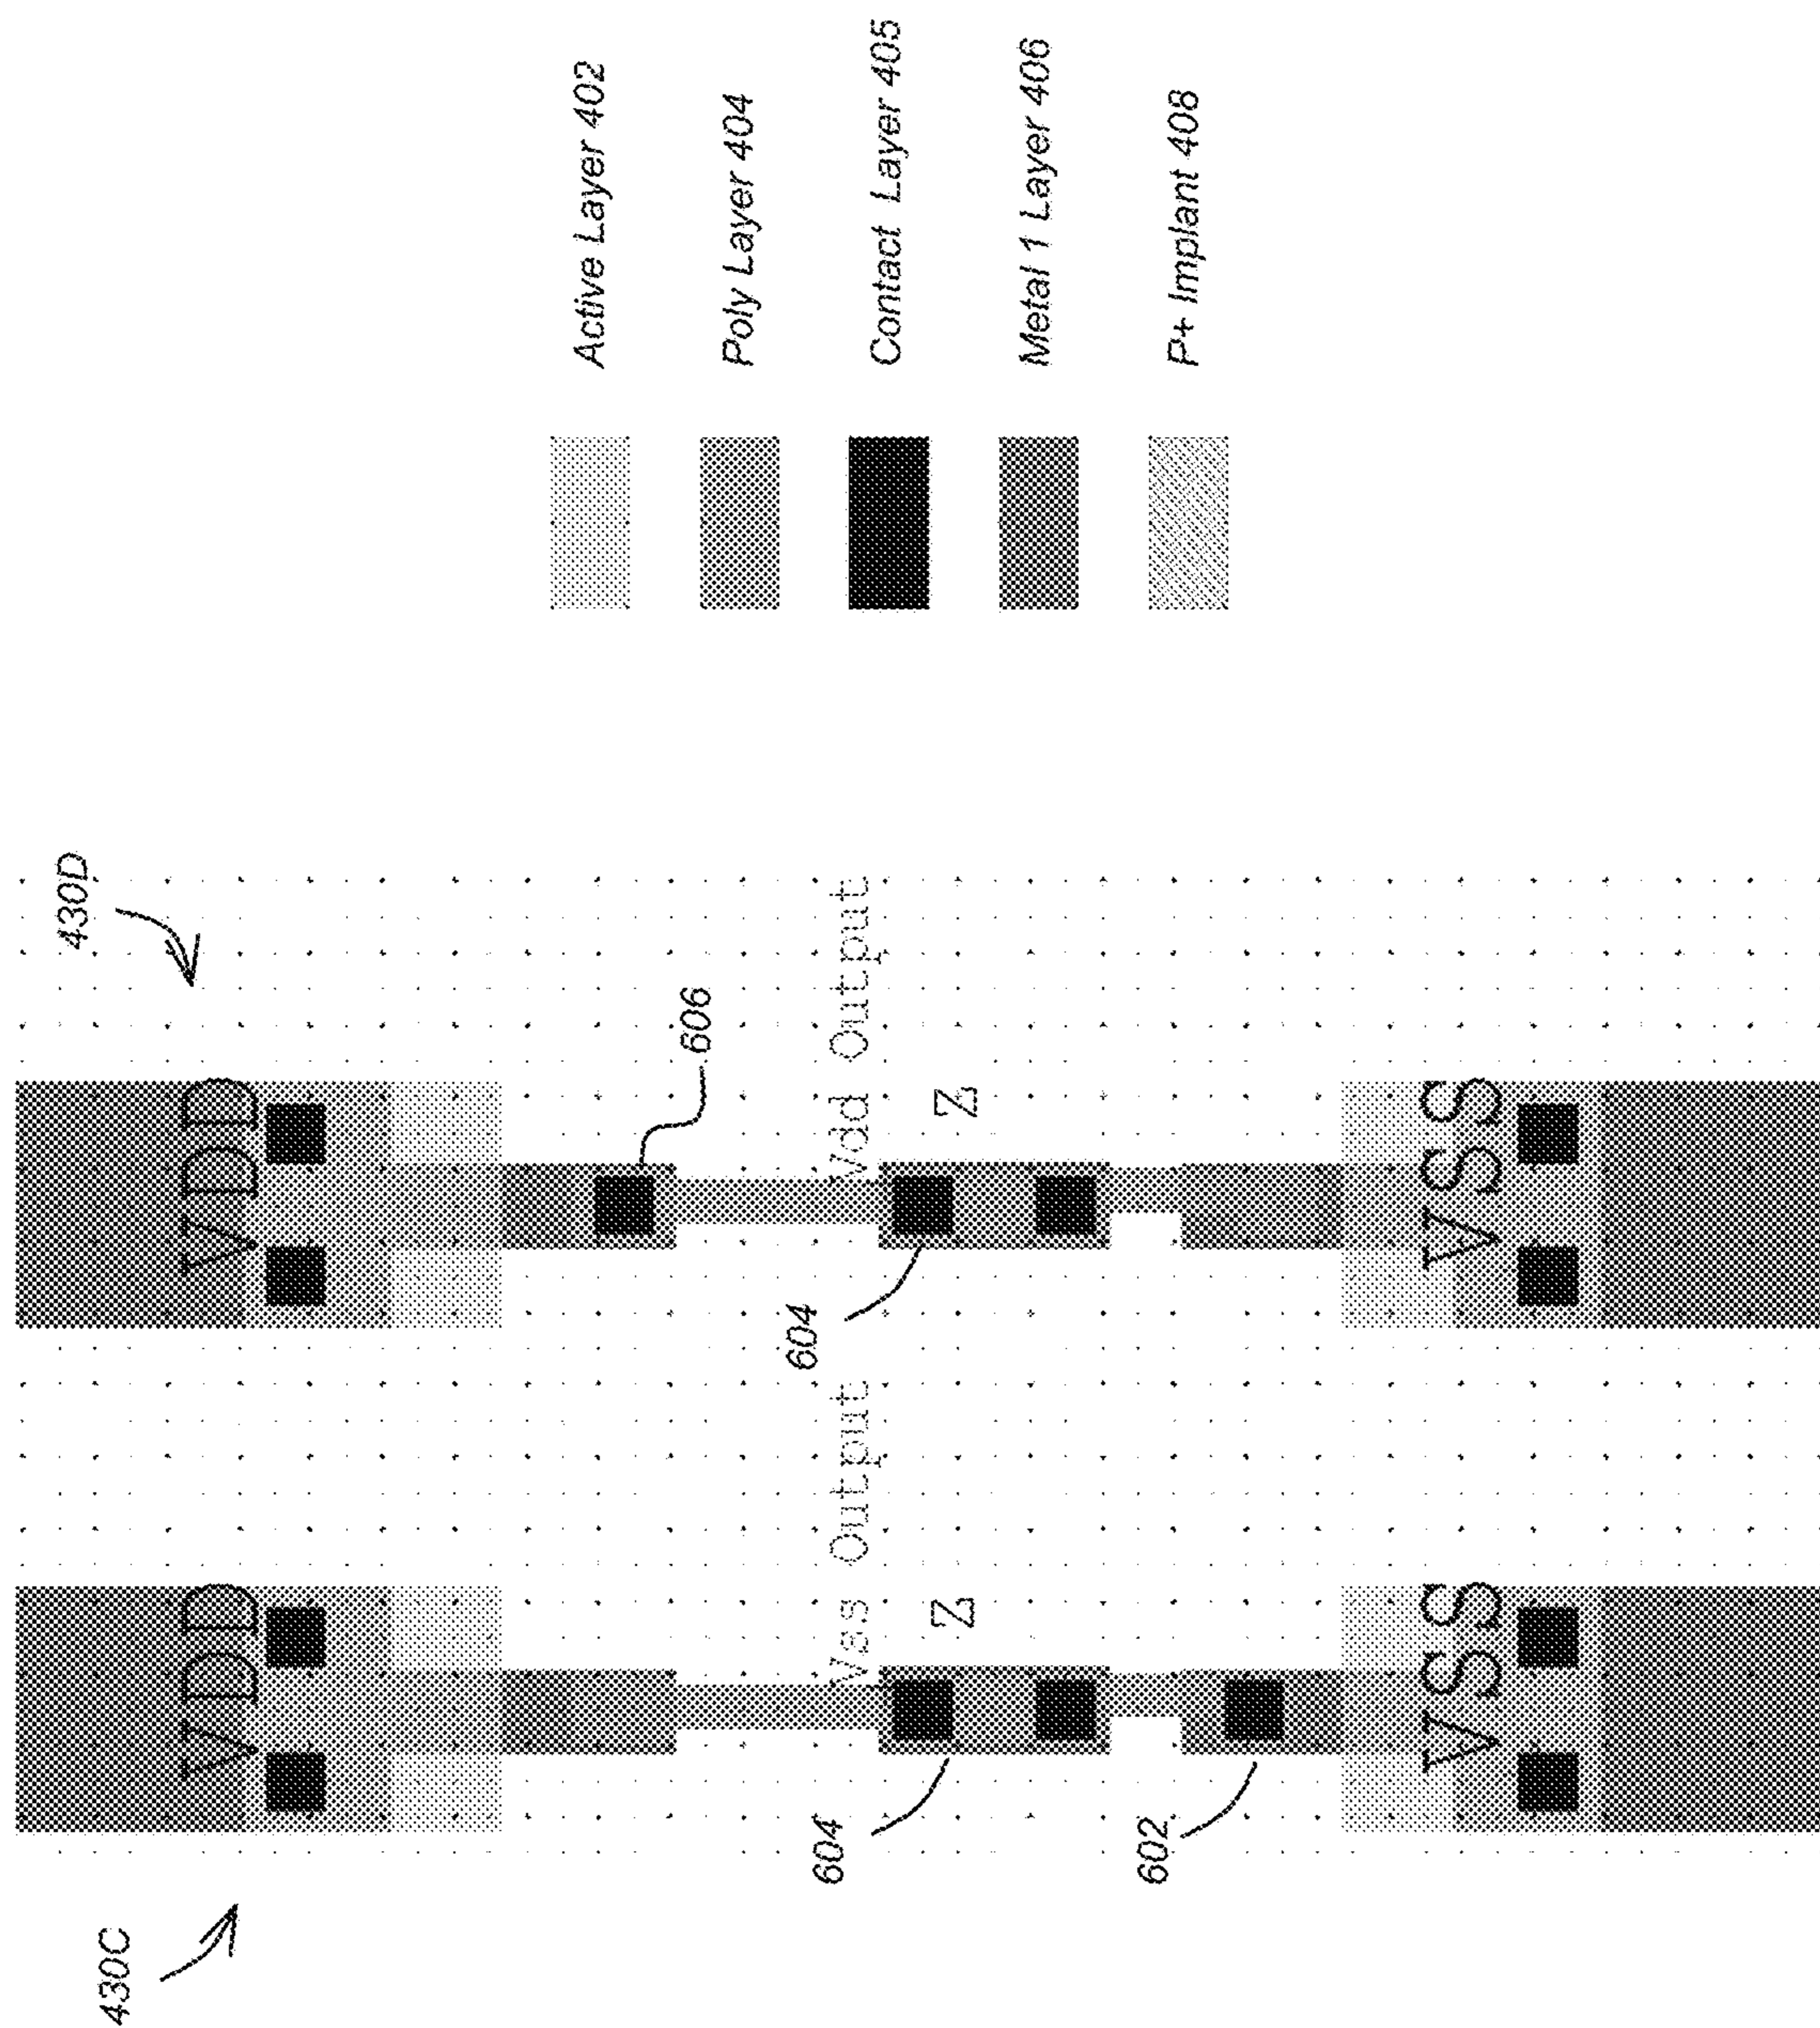 430C
430D
VDD
VDD
606
604
604
Vss Output
Vdd Output
Z
Z
602
VSS
VSS
Active Layer 402
Poly Layer 404
Contact Layer 405
Metal 1 Layer 406
P+ Implant 408